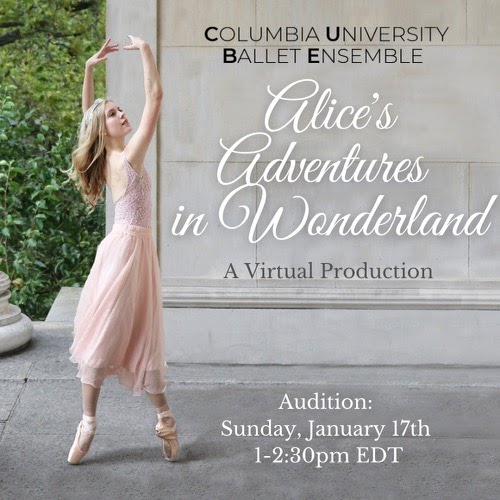 COLUMBIA UNIVERSITY
BALLET ENSEMBLE
Alice's
Adventures
in Wonderland
A Virtual Production
Audition:
Sunday, January 17th
1-2:30pm EDT